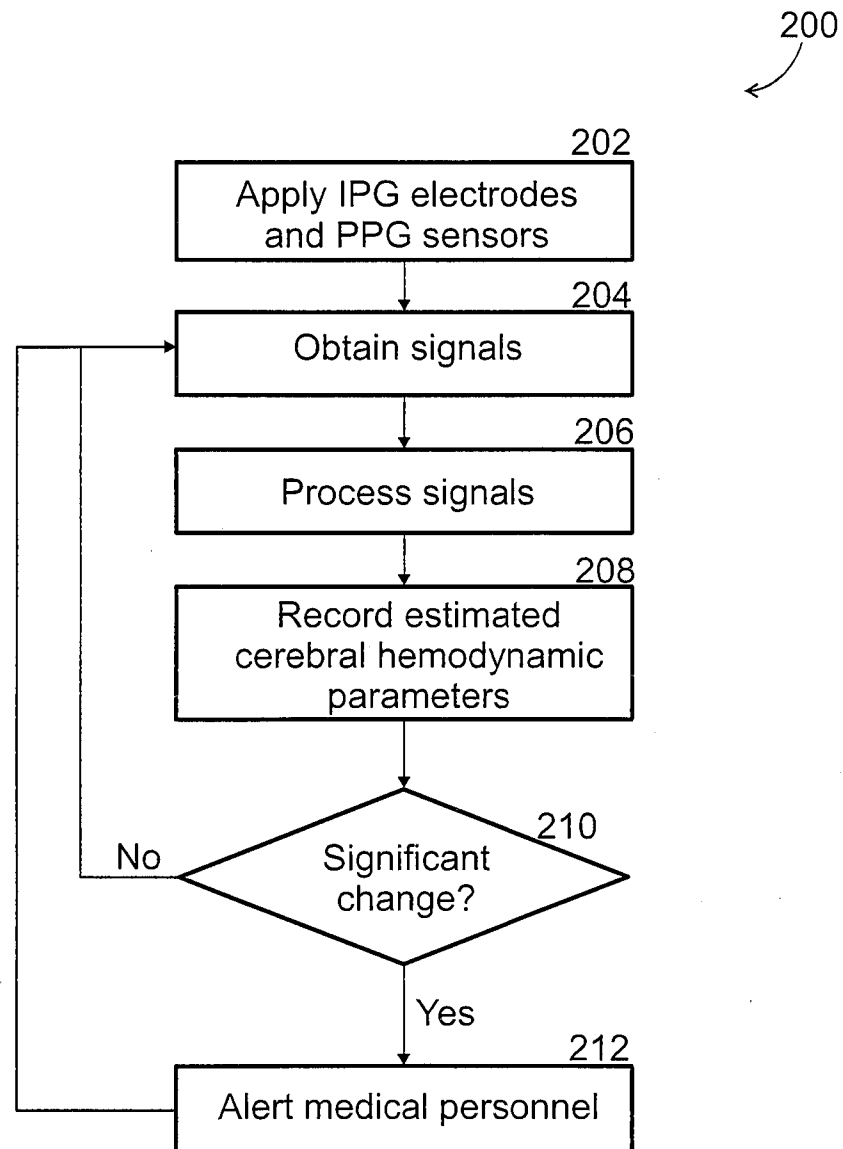 200
202
Apply IPG electrodes
and PPG sensors
204
Obtain signals
206
Process signals
208
Record estimated
cerebral hemodynamic
parameters
210
Significant
change?
No
Yes
212
Alert medical personnel